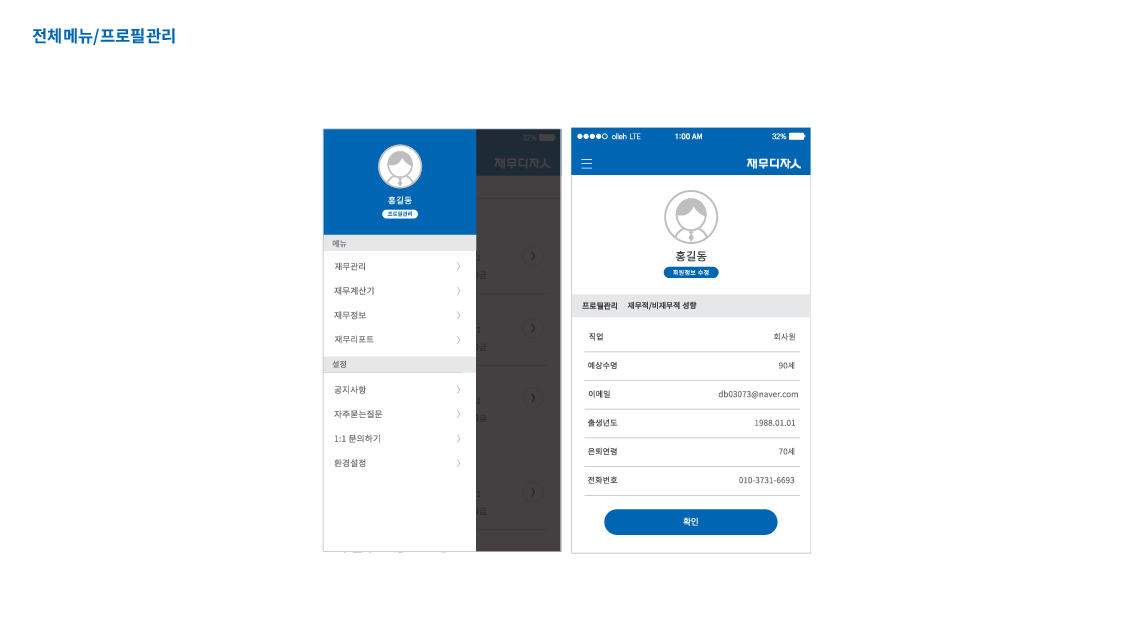 전체메뉴/프로필관리
홍길동
프로필관리
메뉴
재무관리
재무계산기
재무정보
재무리포트
설정
공지사항
자주묻는질문
1:1 문의하기
환경설정
32%
재무디자인
olleh LTE 1:00 AM 32%
재무디자인
홍길동
회원정보 수정
프로필관리 재무적/비재무적 성향
직업 회사원
예상수명 90세
이메일 db03073@naver.com
출생년도 1988.01.01
은퇴연령 70세
전화번호 010-3731-6693
확인